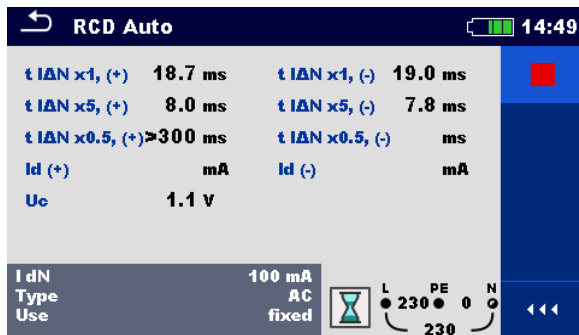 RCD Auto 14:49
t IΔN x1, (+) 18.7 ms t IΔN x1, (-) 19.0 ms
t IΔN x5, (+) 8.0 ms t IΔN x5, (-) 7.8 ms
t IΔN x0.5, (+) >300 ms t IΔN x0.5, (-) ms
Id (+) mA Id (-) mA
Uc 1.1 V
I dN 100 mA
Type AC
Use fixed
L PE N
230 0
230